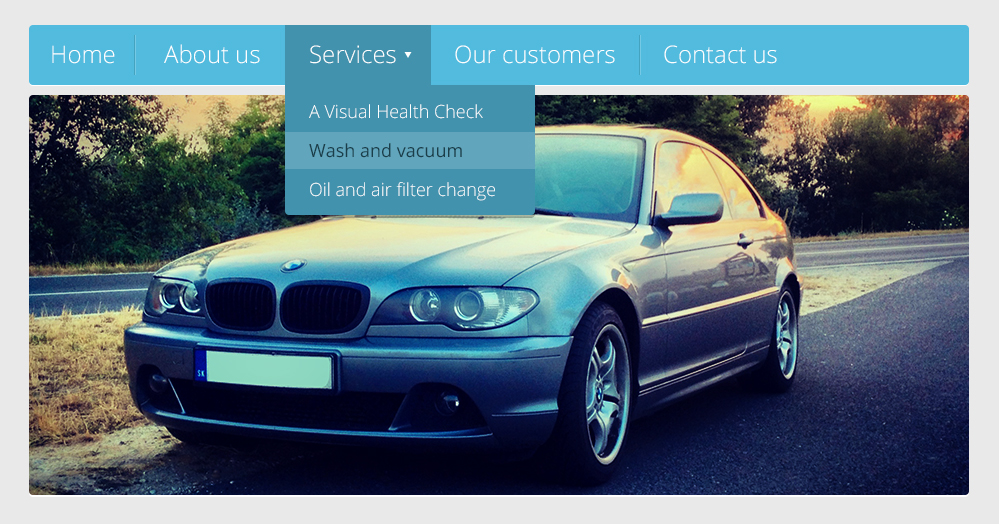 Home
About us
Services
Our customers
Contact us
A Visual Health Check
Wash and vacuum
Oil and air filter change
SK